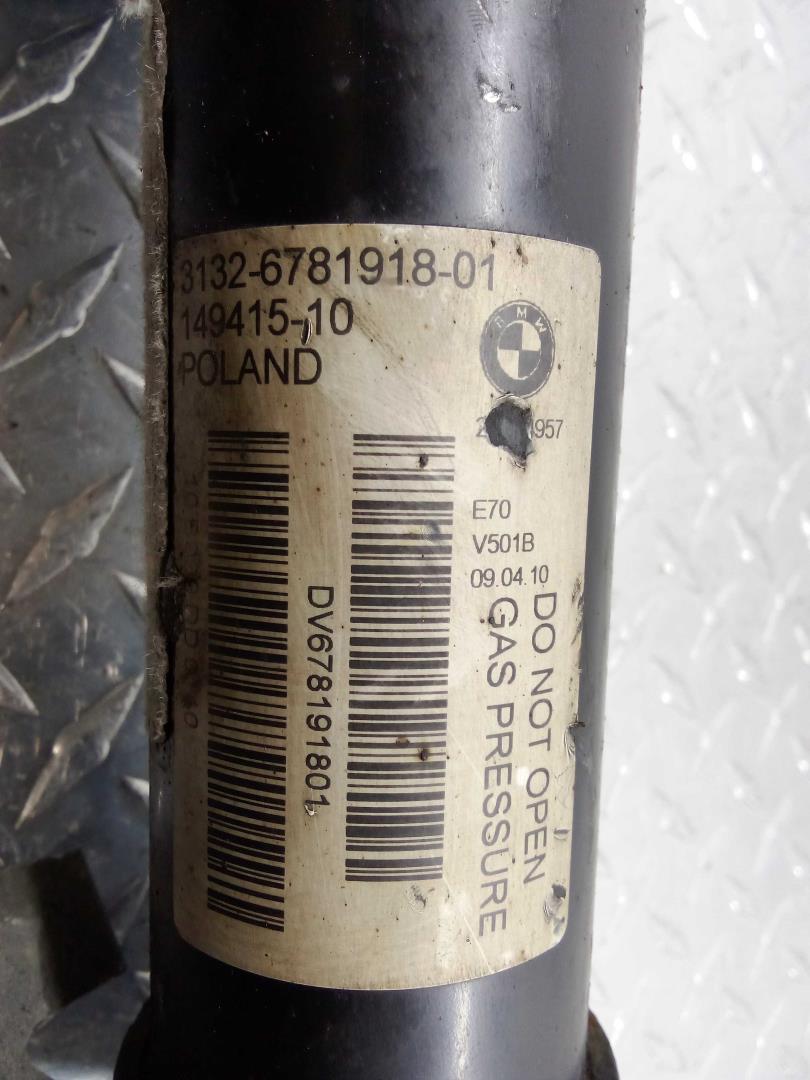 3132-6781918-01
149415-10
POLAND
BMW
E70
V501B
09.04.10
DO NOT OPEN
GAS PRESSURE
DV678191801